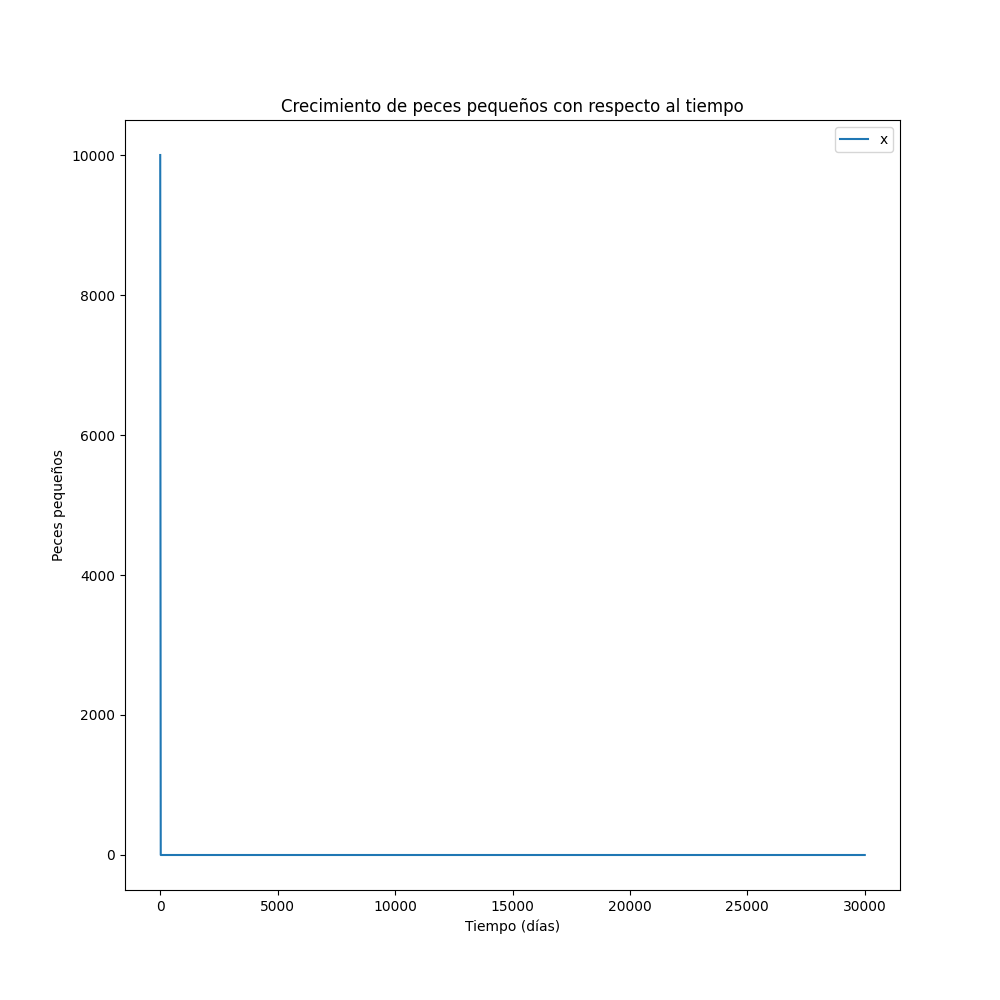 Crecimiento de peces pequeños con respecto al tiempo
x
10000
8000
6000
4000
2000
0
Peces pequeños
0 5000 10000 15000 20000 25000 30000
Tiempo (días)